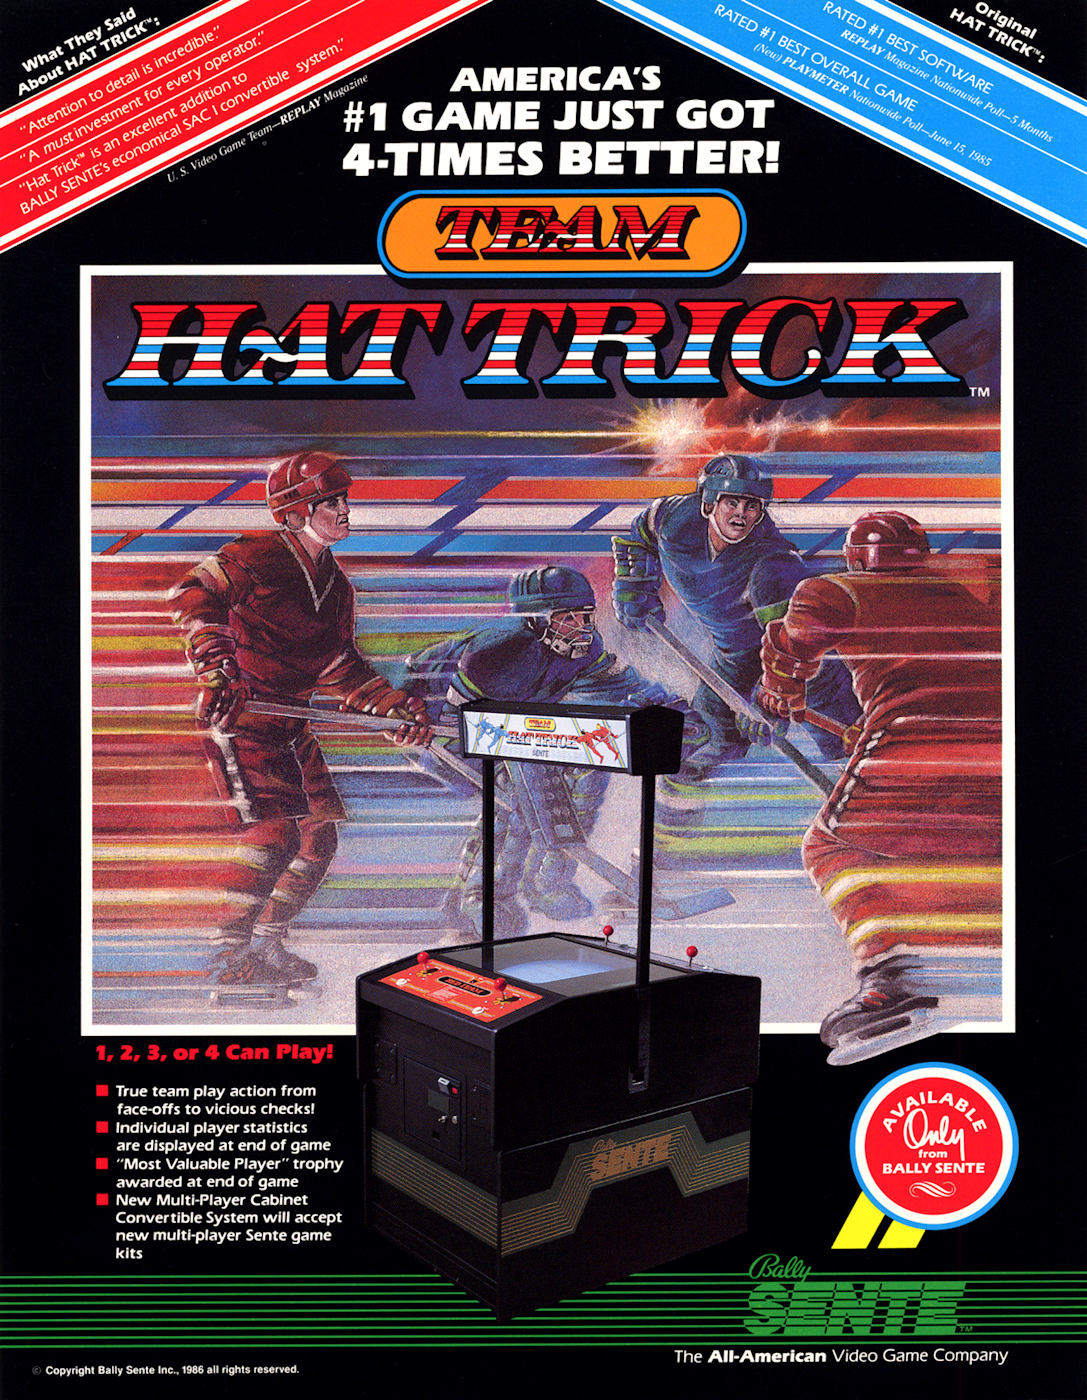 What They Said
About HAT TRICK™:
"Attention to detail is incredible."
"A must investment for every operator."
"Hat Trick™ is an excellent addition to
BALLY SENTE's economical SAC I convertible system."
U. S. Video Game Team—REPLAY Magazine
Original
HAT TRICK™:
RATED #1 BEST SOFTWARE
REPLAY Magazine Nationwide Poll—5 Months
RATED #1 BEST OVERALL GAME
(New) PLAYMETER Nationwide Poll—June 15, 1985
AMERICA'S
#1 GAME JUST GOT
4-TIMES BETTER!
TEAM
HAT TRICK™
TEAM
HAT TRICK
SENTE
RED TEAM
Bally
SENTE
1, 2, 3, or 4 Can Play!
True team play action from
face-offs to vicious checks!
Individual player statistics
are displayed at end of game
"Most Valuable Player" trophy
awarded at end of game
New Multi-Player Cabinet
Convertible System will accept
new multi-player Sente game
kits
AVAILABLE
Only
from
BALLY SENTE
Bally
SENTE™
The All-American Video Game Company
© Copyright Bally Sente Inc., 1986 all rights reserved.